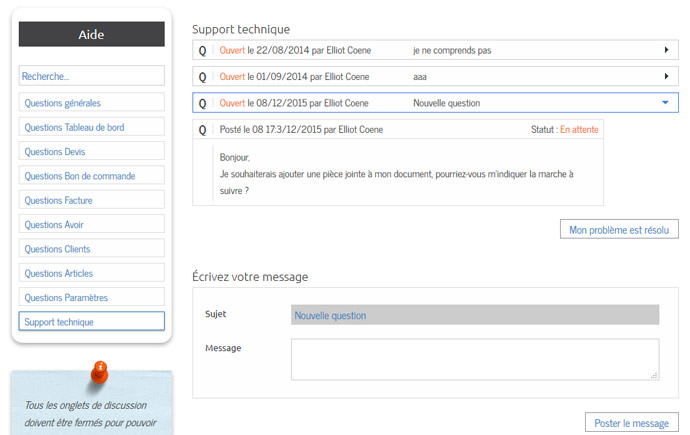 Aide
Recherche...
Questions générales
Questions Tableau de bord
Questions Devis
Questions Bon de commande
Questions Facture
Questions Avoir
Questions Clients
Questions Articles
Questions Paramètres
Support technique
i
Tous les onglets de discussion
doivent être fermés pour pouvoir
Support technique
Q Ouvert le 22/08/2014 par Elliot Coene je ne comprends pas
Q Ouvert le 01/09/2014 par Elliot Coene aaa
Q Ouvert le 08/12/2015 par Elliot Coene Nouvelle question
Q Posté le 08 17:3/12/2015 par Elliot Coene Statut : En attente
Bonjour,
Je souhaiterais ajouter une pièce jointe à mon document, pourriez-vous m'indiquer la marche à
suivre ?
Mon problème est résolu
Écrivez votre message
Sujet Nouvelle question
Message
Poster le message